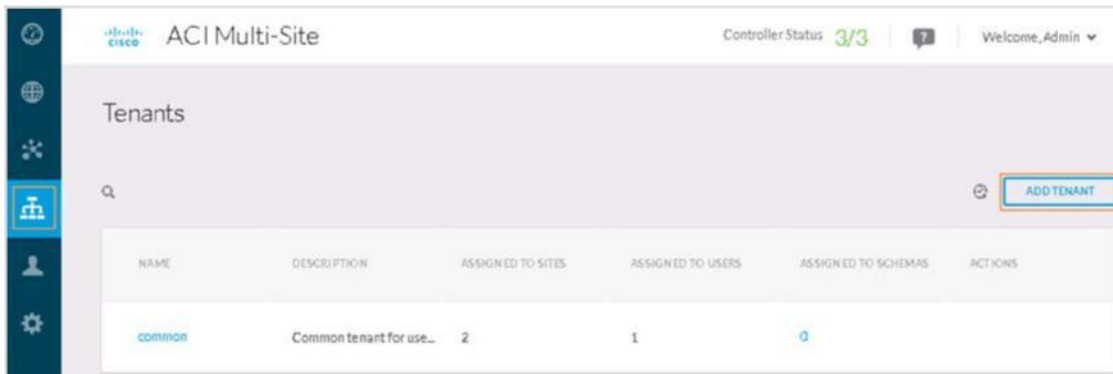 CISCO ACI Multi-Site Controller Status 3/3 ? Welcome, Admin
Tenants
ADD TENANT
NAME DESCRIPTION ASSIGNED TO SITES ASSIGNED TO USERS ASSIGNED TO SCHEMAS ACTIONS
common Common tenant for use... 2 1 0